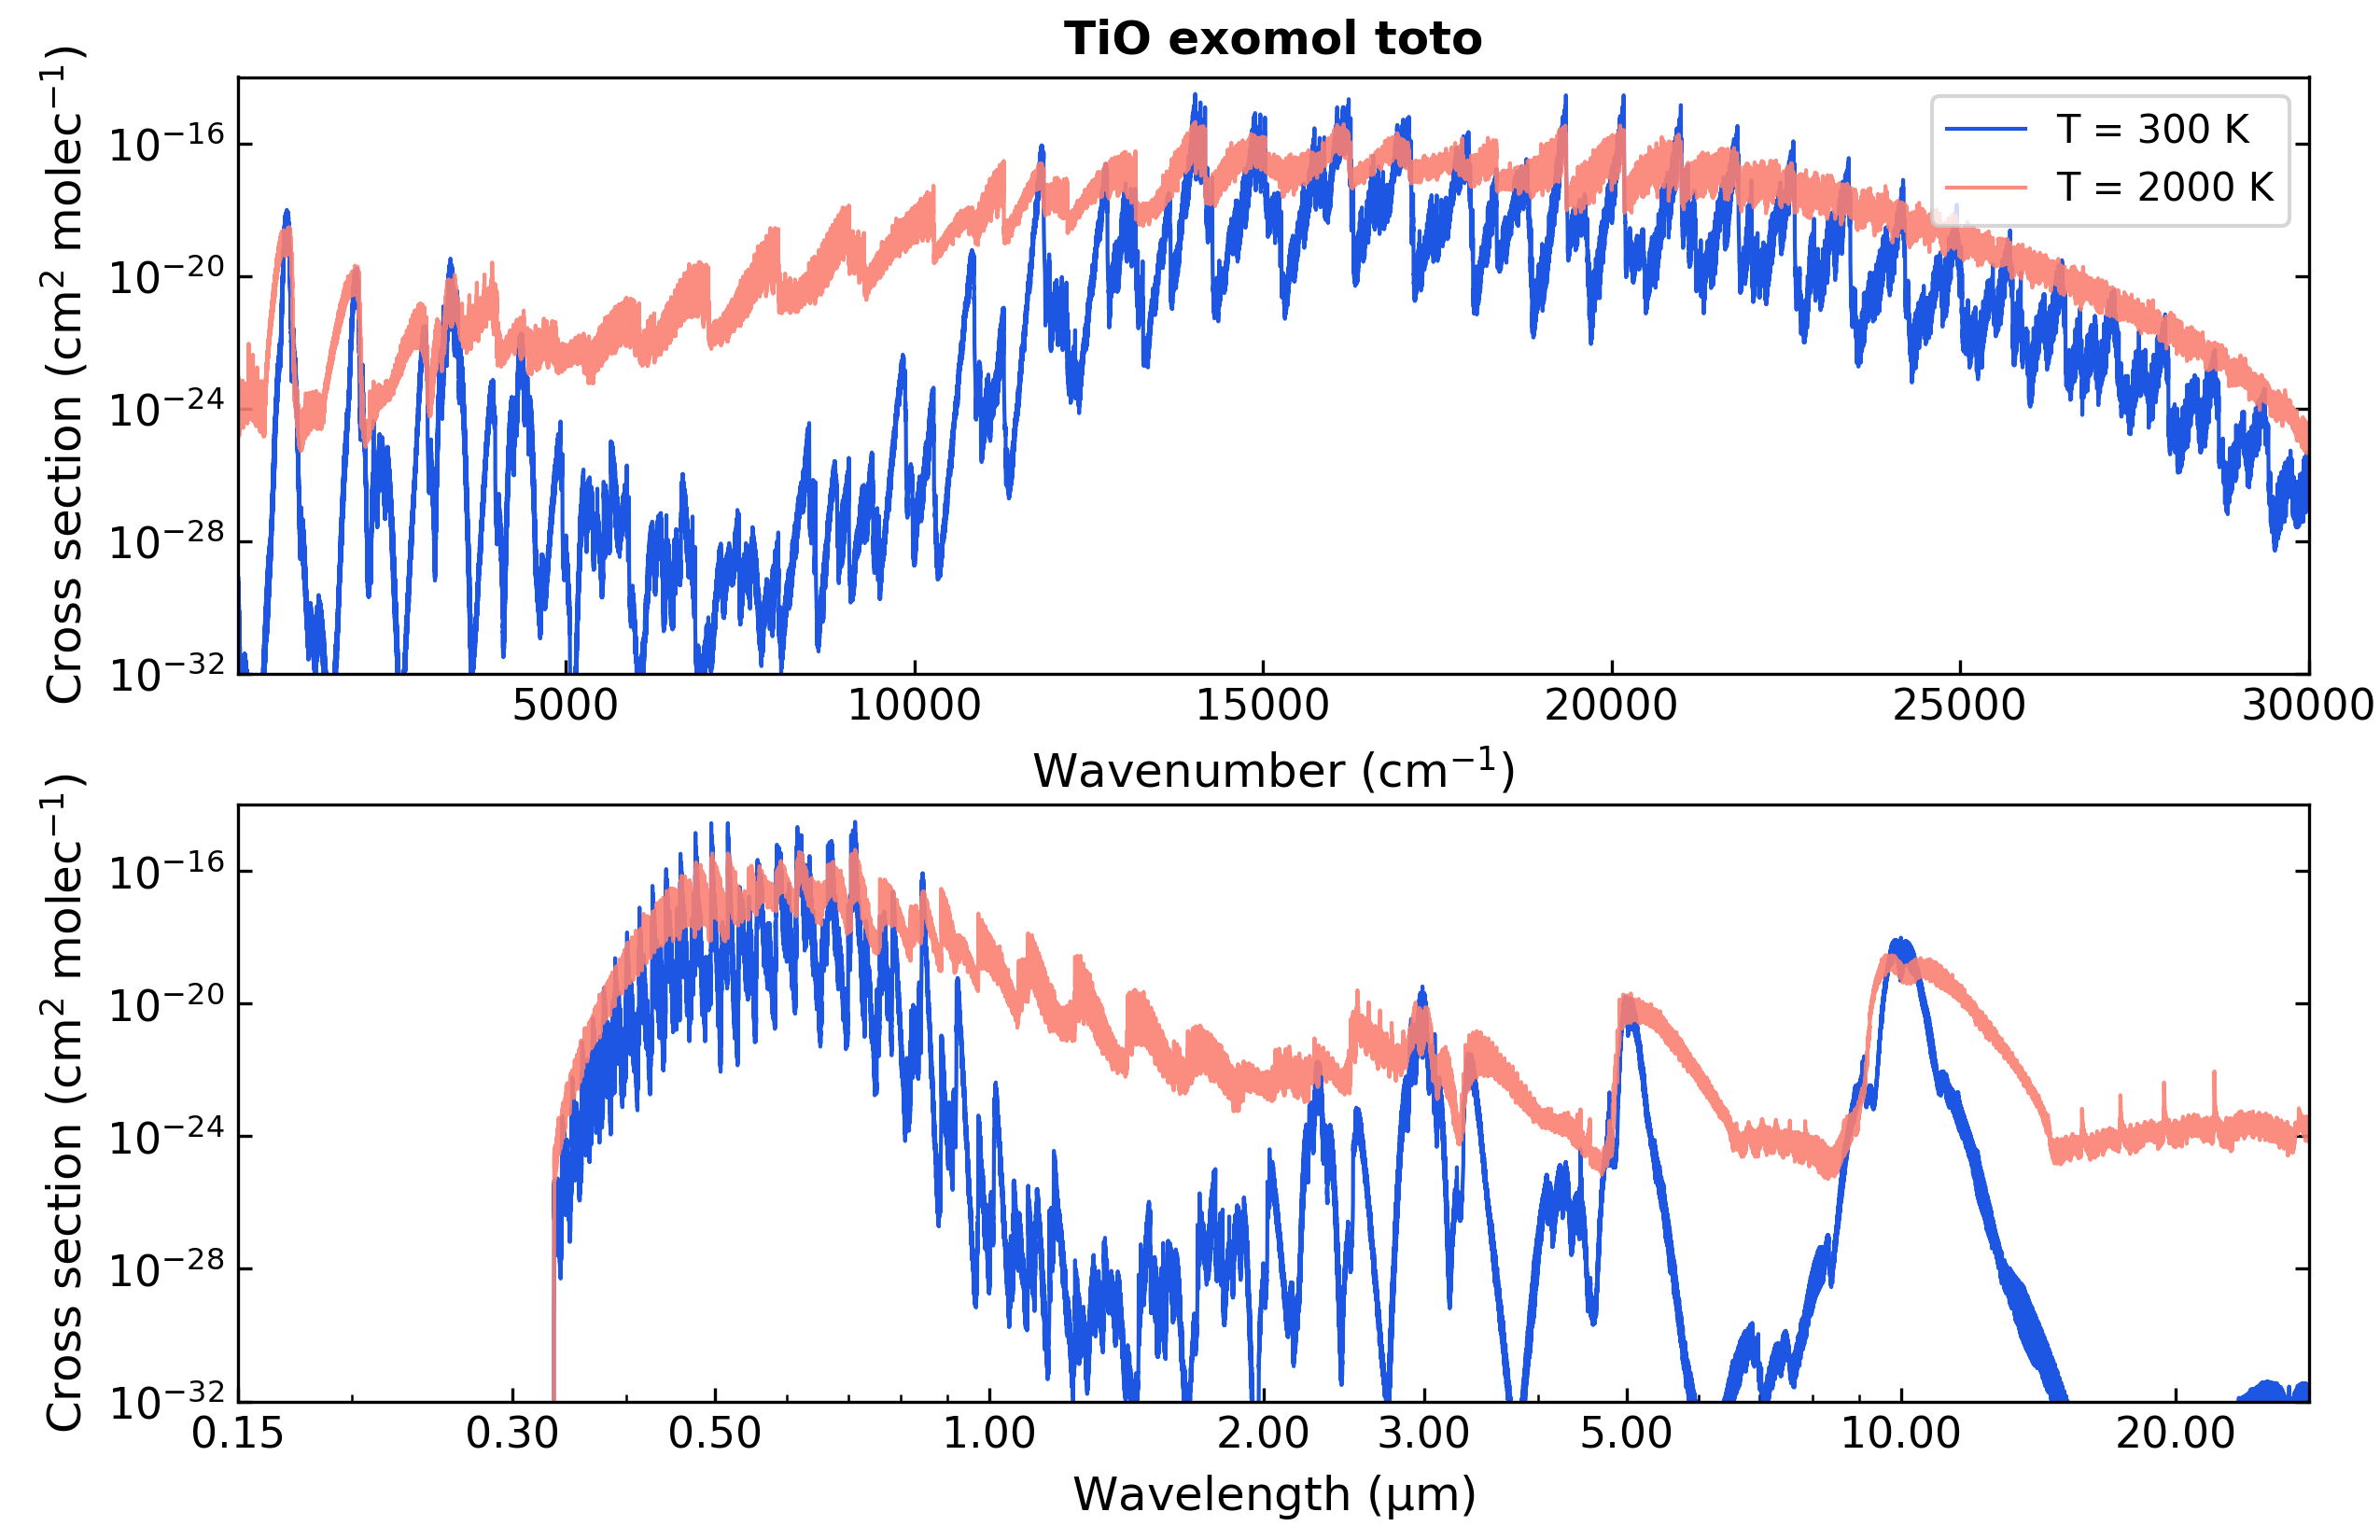 TiO exomol toto
Cross section (cm² molec⁻¹)
10⁻¹⁶
10⁻²⁰
10⁻²⁴
10⁻²⁸
10⁻³²
T = 300 K
T = 2000 K
5000 10000 15000 20000 25000 30000
Wavenumber (cm⁻¹)
Cross section (cm² molec⁻¹)
10⁻¹⁶
10⁻²⁰
10⁻²⁴
10⁻²⁸
10⁻³²
0.15 0.30 0.50 1.00 2.00 3.00 5.00 10.00 20.00
Wavelength (µm)